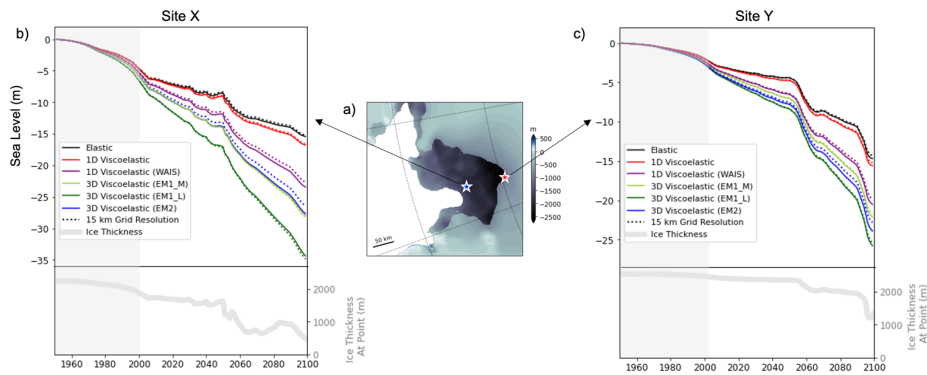 Site X
Site Y
b)
0
−5
−10
−15
−20
−25
−30
−35
Sea Level (m)
Elastic
1D Viscoelastic
1D Viscoelastic (WAIS)
3D Viscoelastic (EM1_M)
3D Viscoelastic (EM1_L)
3D Viscoelastic (EM2)
15 km Grid Resolution
Ice Thickness
2000
1000
0
Ice Thickness
At Point (m)
1960
1980
2000
2020
2040
2060
2080
2100
a)
50 km
m
500
0
−500
−1000
−1500
−2000
−2500
c)
0
−5
−10
−15
−20
−25
Elastic
1D Viscoelastic
1D Viscoelastic (WAIS)
3D Viscoelastic (EM1_M)
3D Viscoelastic (EM1_L)
3D Viscoelastic (EM2)
15 km Grid Resolution
Ice Thickness
2000
1000
0
Ice Thickness
At Point (m)
1960
1980
2000
2020
2040
2060
2080
2100